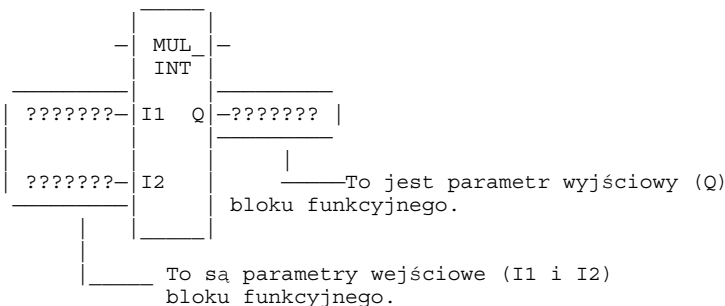 MUL_
INT
??????? I1 Q ???????
??????? I2
To jest parametr wyjściowy (Q)
bloku funkcyjnego.
To są parametry wejściowe (I1 i I2)
bloku funkcyjnego.